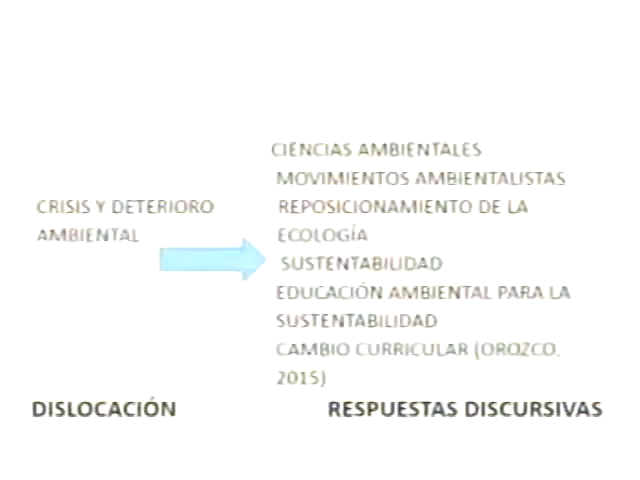 CIENCIAS AMBIENTALES
MOVIMIENTOS AMBIENTALISTAS
CRISIS Y DETERIORO
AMBIENTAL
REPOSICIONAMIENTO DE LA
ECOLOGÍA
SUSTENTABILIDAD
EDUCACIÓN AMBIENTAL PARA LA
SUSTENTABILIDAD
CAMBIO CURRICULAR (OROZCO,
2015)
DISLOCACIÓN
RESPUESTAS DISCURSIVAS